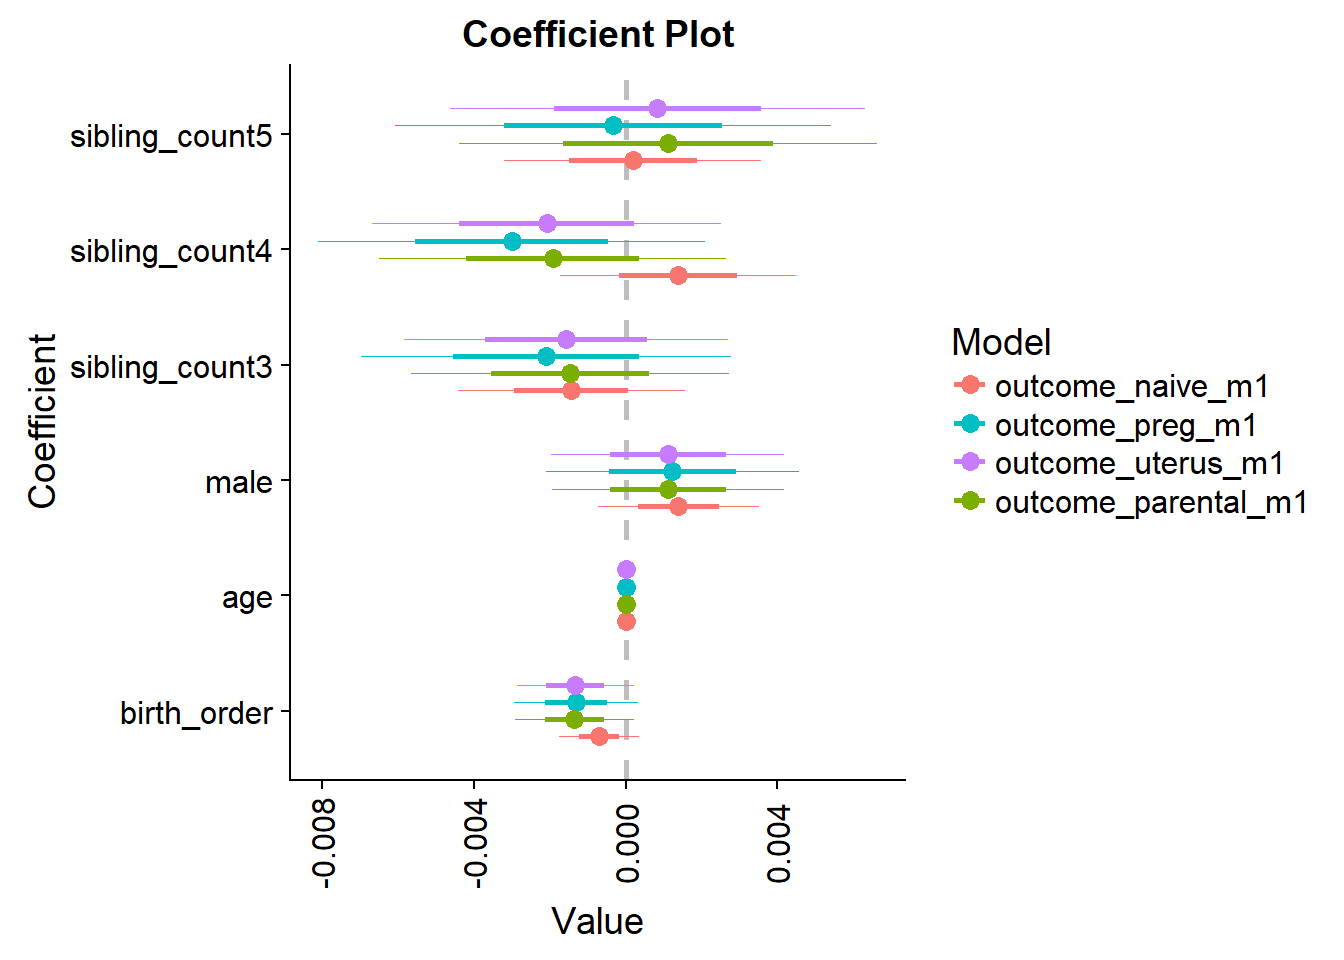 Coefficient Plot
sibling_count5
sibling_count4
sibling_count3
male
age
birth_order
Coefficient
-0.008
-0.004
0.000
0.004
Value
Model
outcome_naive_m1
outcome_preg_m1
outcome_uterus_m1
outcome_parental_m1